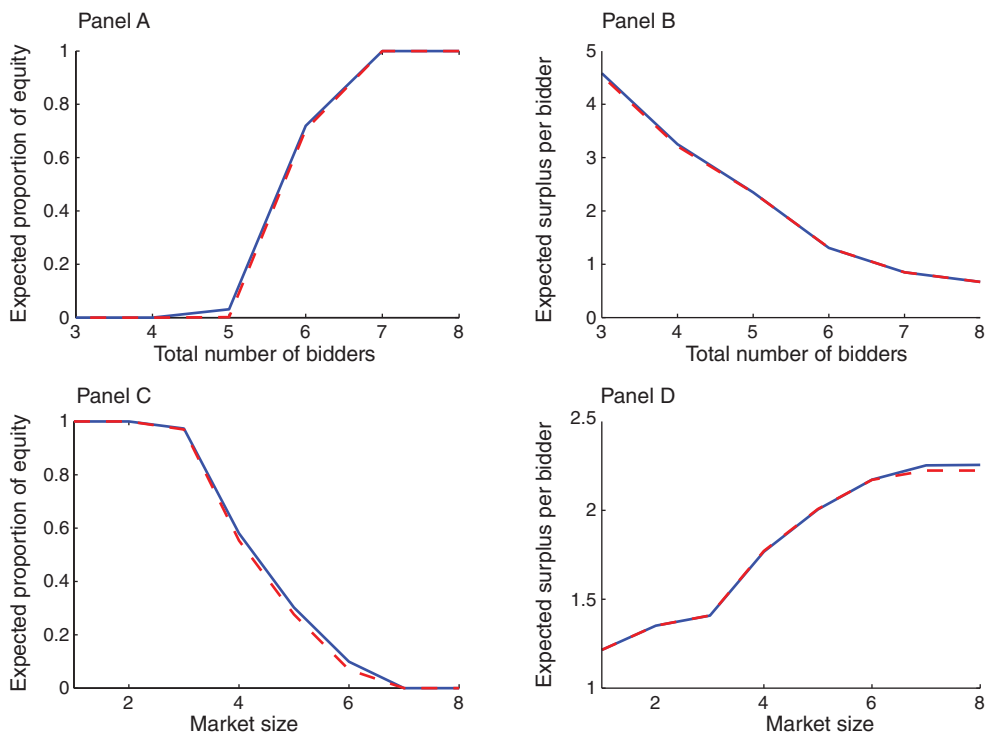 Panel A
Expected proportion of equity
1
0.8
0.6
0.4
0.2
0
3 4 5 6 7 8
Total number of bidders
Panel B
Expected surplus per bidder
5
4
3
2
1
0
3 4 5 6 7 8
Total number of bidders
Panel C
Expected proportion of equity
1
0.8
0.6
0.4
0.2
0
2 4 6 8
Market size
Panel D
Expected surplus per bidder
2.5
2
1.5
1
2 4 6 8
Market size